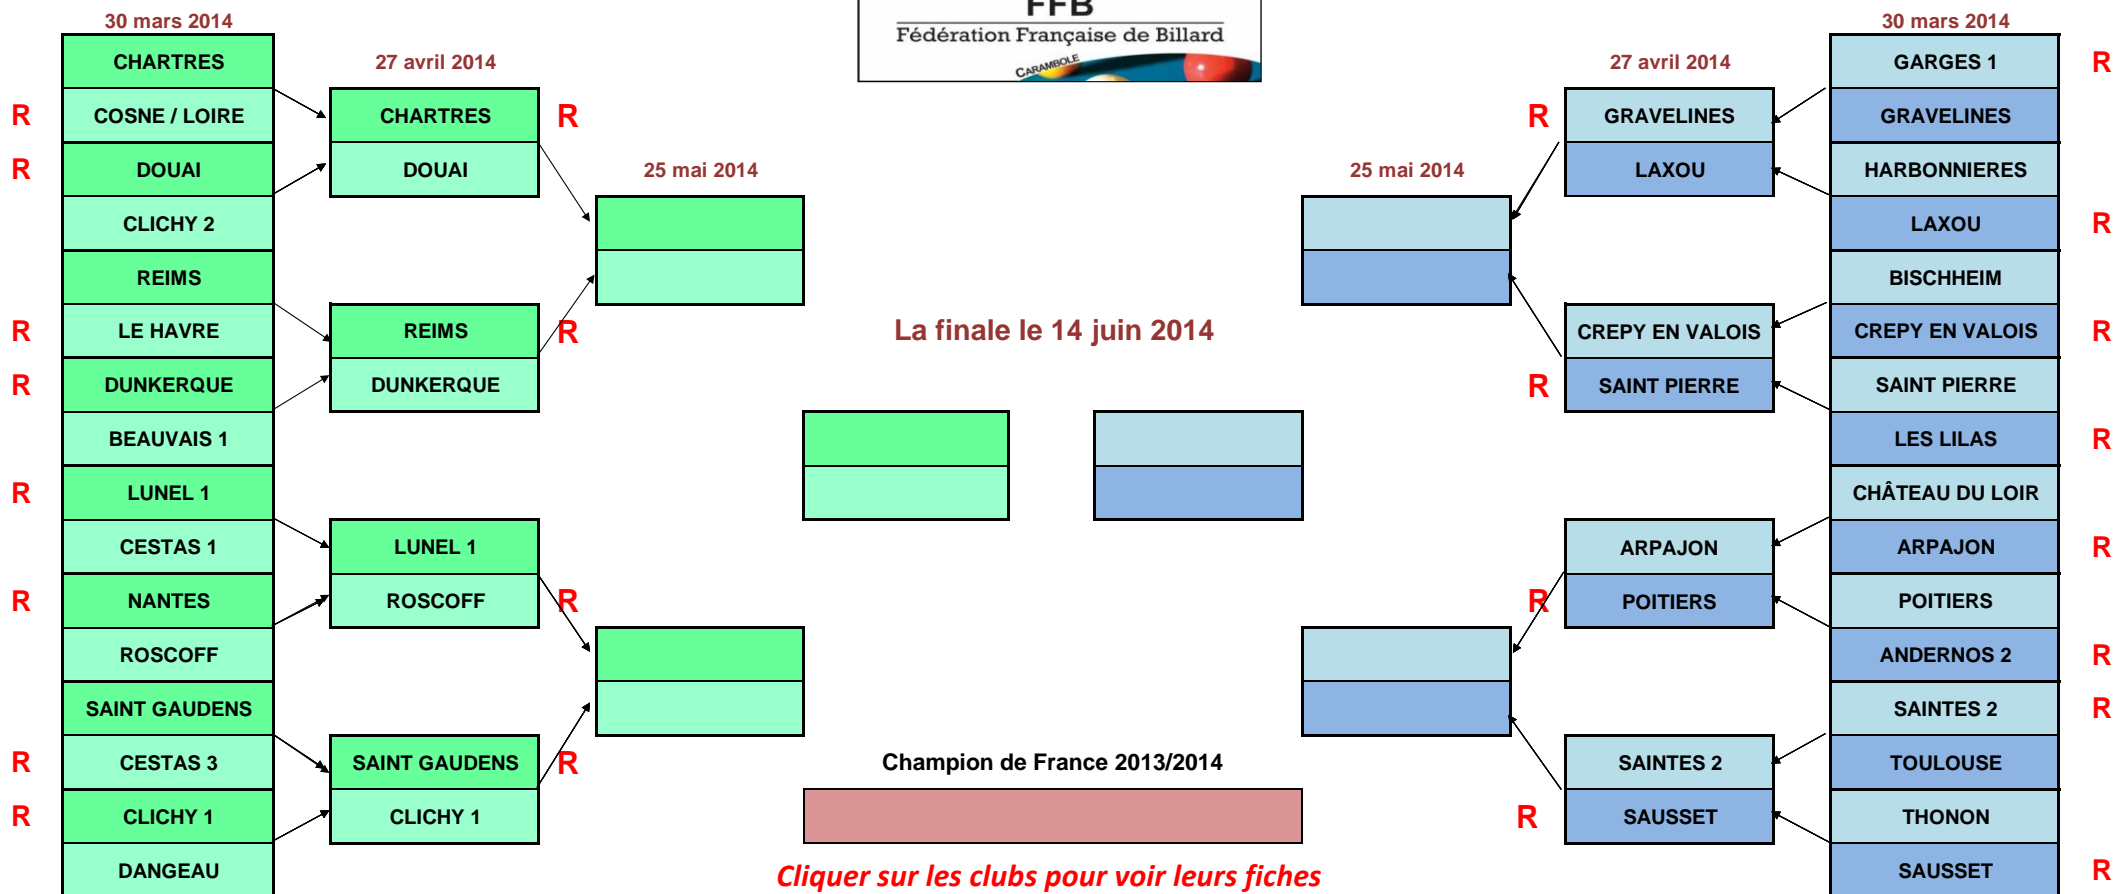 FFB
Fédération Française de Billard
CARAMBOLE
30 mars 2014
CHARTRES
R COSNE / LOIRE
R DOUAI
CLICHY 2
REIMS
R LE HAVRE
R DUNKERQUE
BEAUVAIS 1
R LUNEL 1
CESTAS 1
R NANTES
ROSCOFF
SAINT GAUDENS
R CESTAS 3
R CLICHY 1
DANGEAU
27 avril 2014
CHARTRES R
DOUAI
REIMS R
DUNKERQUE
LUNEL 1
ROSCOFF R
SAINT GAUDENS R
CLICHY 1
25 mai 2014
La finale le 14 juin 2014
Champion de France 2013/2014
Cliquer sur les clubs pour voir leurs fiches
25 mai 2014
27 avril 2014
R GRAVELINES
LAXOU
CREPY EN VALOIS
R SAINT PIERRE
ARPAJON
R POITIERS
SAINTES 2
R SAUSSET
30 mars 2014
GARGES 1 R
GRAVELINES
HARBONNIERES
LAXOU R
BISCHHEIM
CREPY EN VALOIS R
SAINT PIERRE
LES LILAS R
CHÂTEAU DU LOIR
ARPAJON R
POITIERS
ANDERNOS 2 R
SAINTES 2 R
TOULOUSE
THONON
SAUSSET R